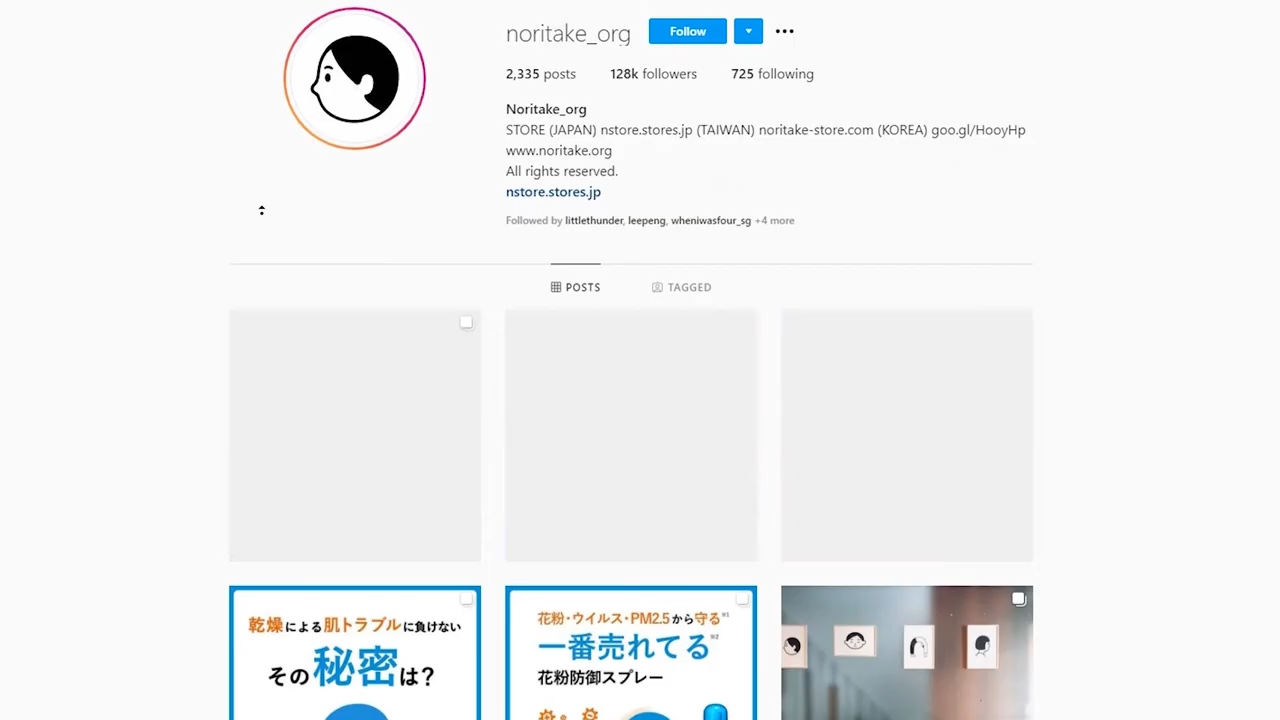 noritake_org
Follow
2,335 posts
128k followers
725 following
Noritake_org
STORE (JAPAN) nstore.stores.jp (TAIWAN) noritake-store.com (KOREA) goo.gl/HooyHp
www.noritake.org
All rights reserved.
nstore.stores.jp
Followed by littlethunder, leepeng, wheniwasfour_sg +4 more
POSTS
TAGGED
乾燥による肌トラブルに負けない
その秘密は?
花粉・ウイルス・PM2.5から守る※1
一番売れてる※2
花粉防御スプレー